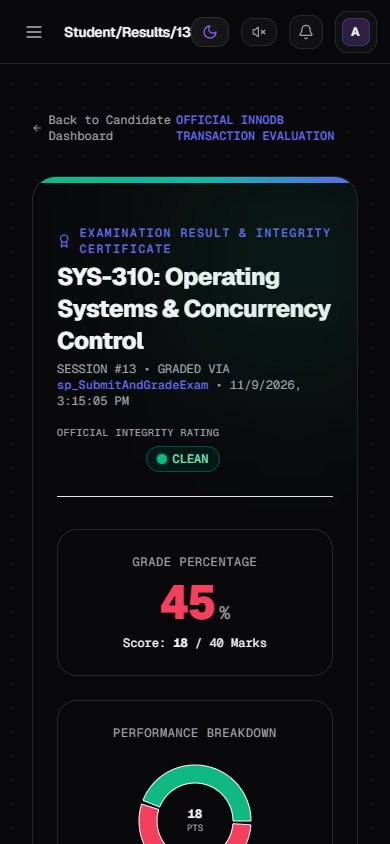 Student/Results/13
A
← Back to Candidate Dashboard
OFFICIAL INNODB TRANSACTION EVALUATION
EXAMINATION RESULT & INTEGRITY
CERTIFICATE
SYS-310: Operating
Systems & Concurrency
Control
SESSION #13 • GRADED VIA
sp_SubmitAndGradeExam • 11/9/2026,
3:15:05 PM
OFFICIAL INTEGRITY RATING
CLEAN
GRADE PERCENTAGE
45%
Score: 18 / 40 Marks
PERFORMANCE BREAKDOWN
18
PTS